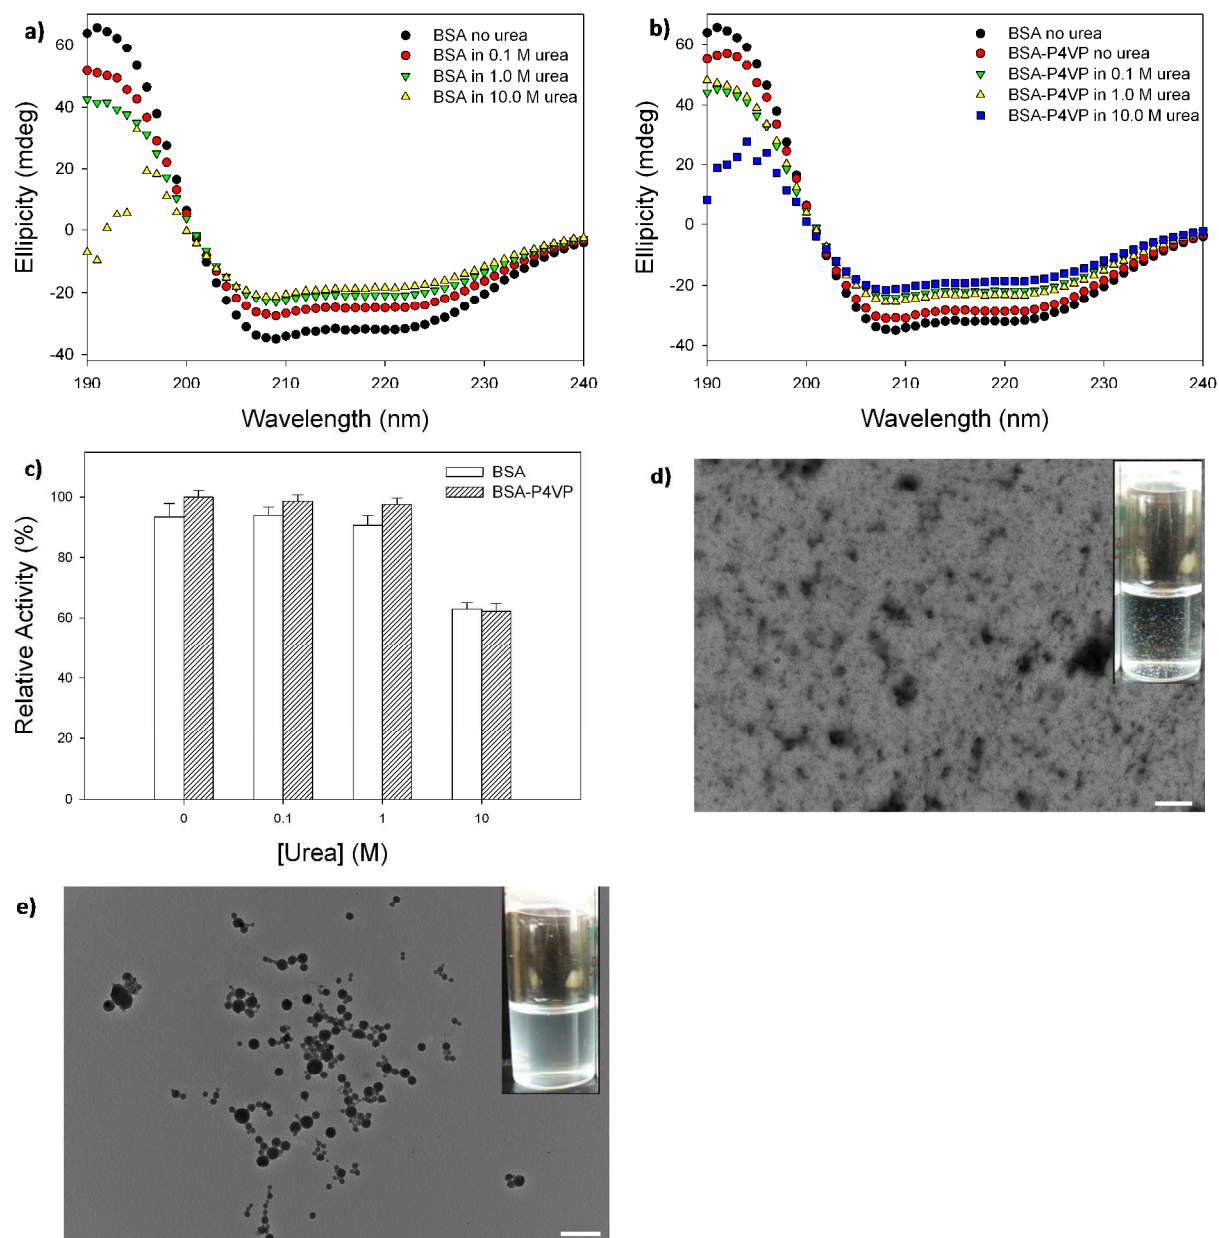 a)
BSA no urea
BSA in 0.1 M urea
BSA in 1.0 M urea
BSA in 10.0 M urea
60
40
20
0
-20
-40
Ellipicity (mdeg)
190 200 210 220 230 240
Wavelength (nm)
b)
BSA no urea
BSA-P4VP no urea
BSA-P4VP in 0.1 M urea
BSA-P4VP in 1.0 M urea
BSA-P4VP in 10.0 M urea
60
40
20
0
-20
-40
Ellipicity (mdeg)
190 200 210 220 230 240
Wavelength (nm)
c)
BSA
BSA-P4VP
100
80
60
40
20
0
Relative Activity (%)
0 0.1 1 10
[Urea] (M)
d)
e)